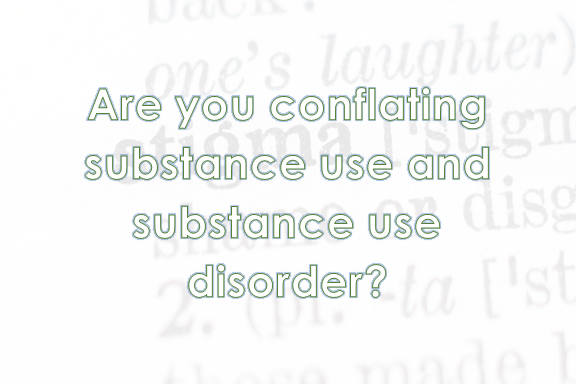 back.
one's laughter)
Are you conflating
stigma ['stigm
substance use and
shame or disg
substance use
disorder?
2. (pl. -ta ['st
those made b